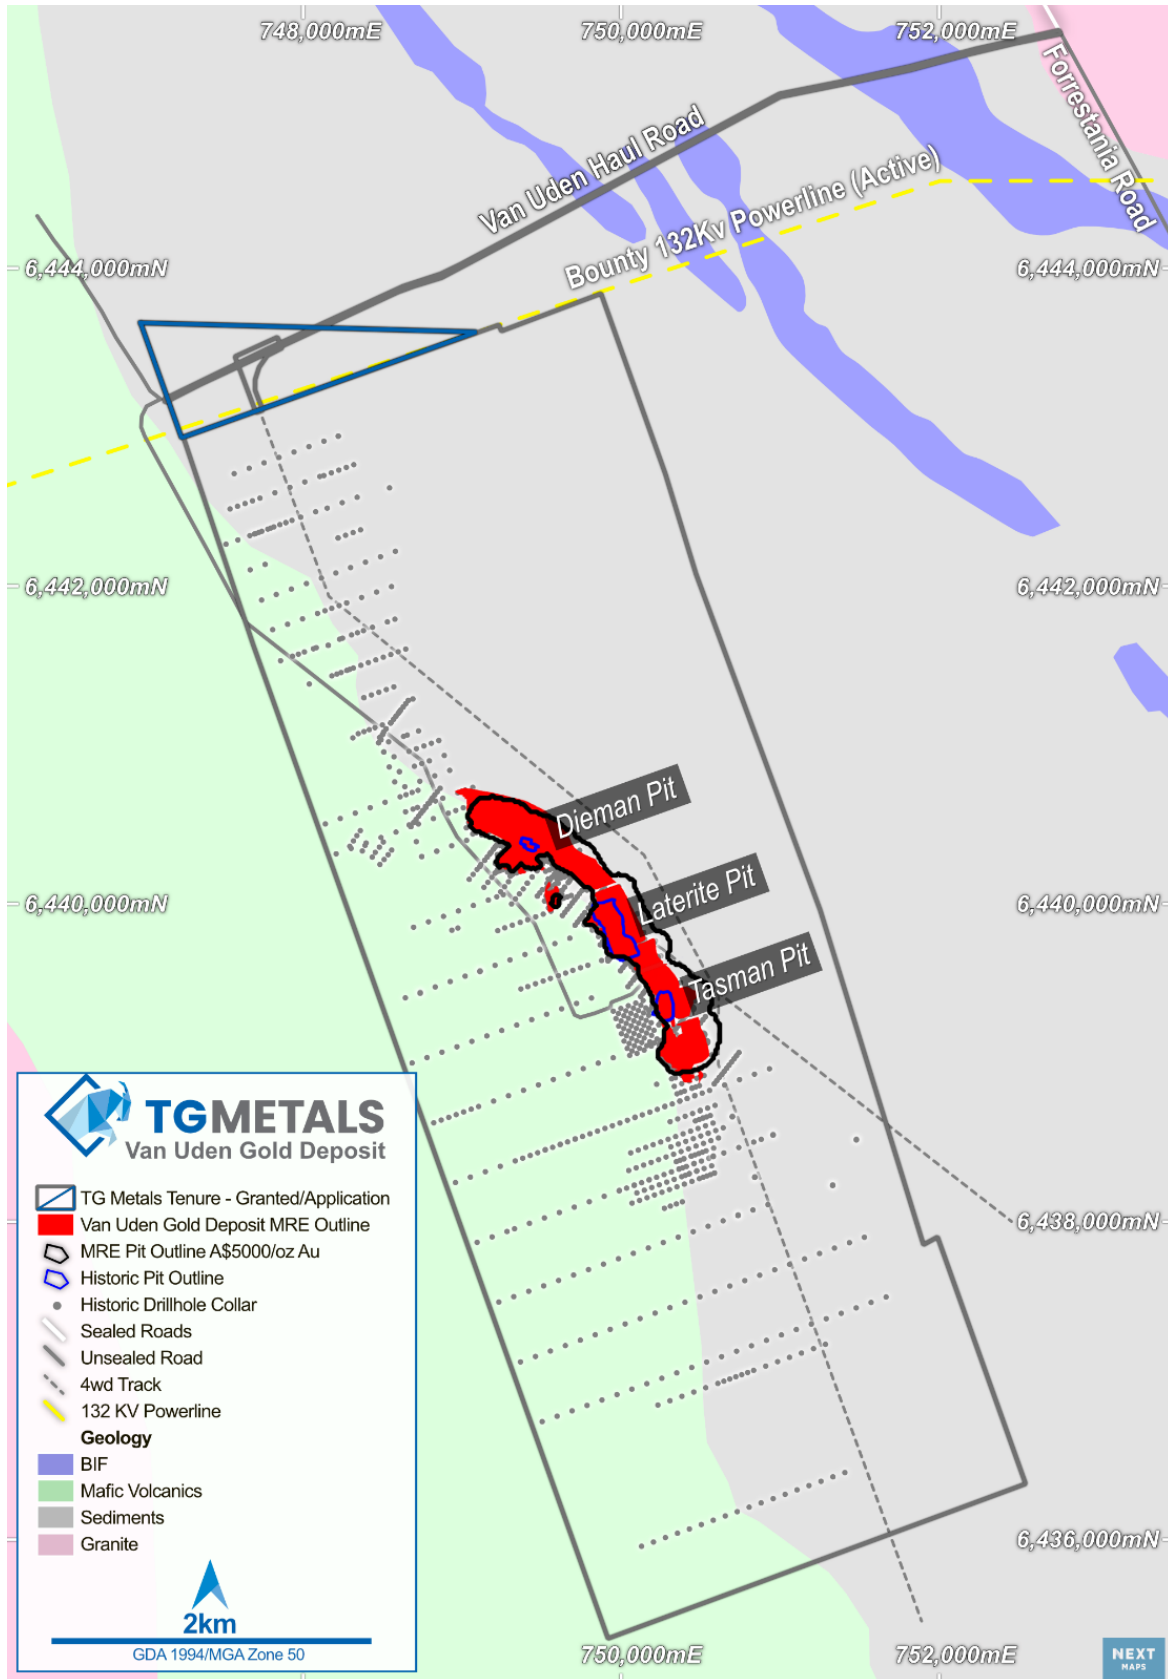 748,000mE
750,000mE
752,000mE
Forrestania Road
Van Uden Haul Road
Bounty 132Kv Powerline (Active)
6,444,000mN
6,444,000mN
6,442,000mN
6,442,000mN
Dieman Pit
Laterite Pit
6,440,000mN
6,440,000mN
Tasman Pit
TGMETALS
Van Uden Gold Deposit
TG Metals Tenure - Granted/Application
Van Uden Gold Deposit MRE Outline
MRE Pit Outline A$5000/oz Au
Historic Pit Outline
Historic Drillhole Collar
Sealed Roads
Unsealed Road
4wd Track
132 KV Powerline
Geology
BIF
Mafic Volcanics
Sediments
Granite
2km
GDA 1994/MGA Zone 50
6,438,000mN
6,436,000mN
750,000mE
752,000mE
NEXT
MAPS